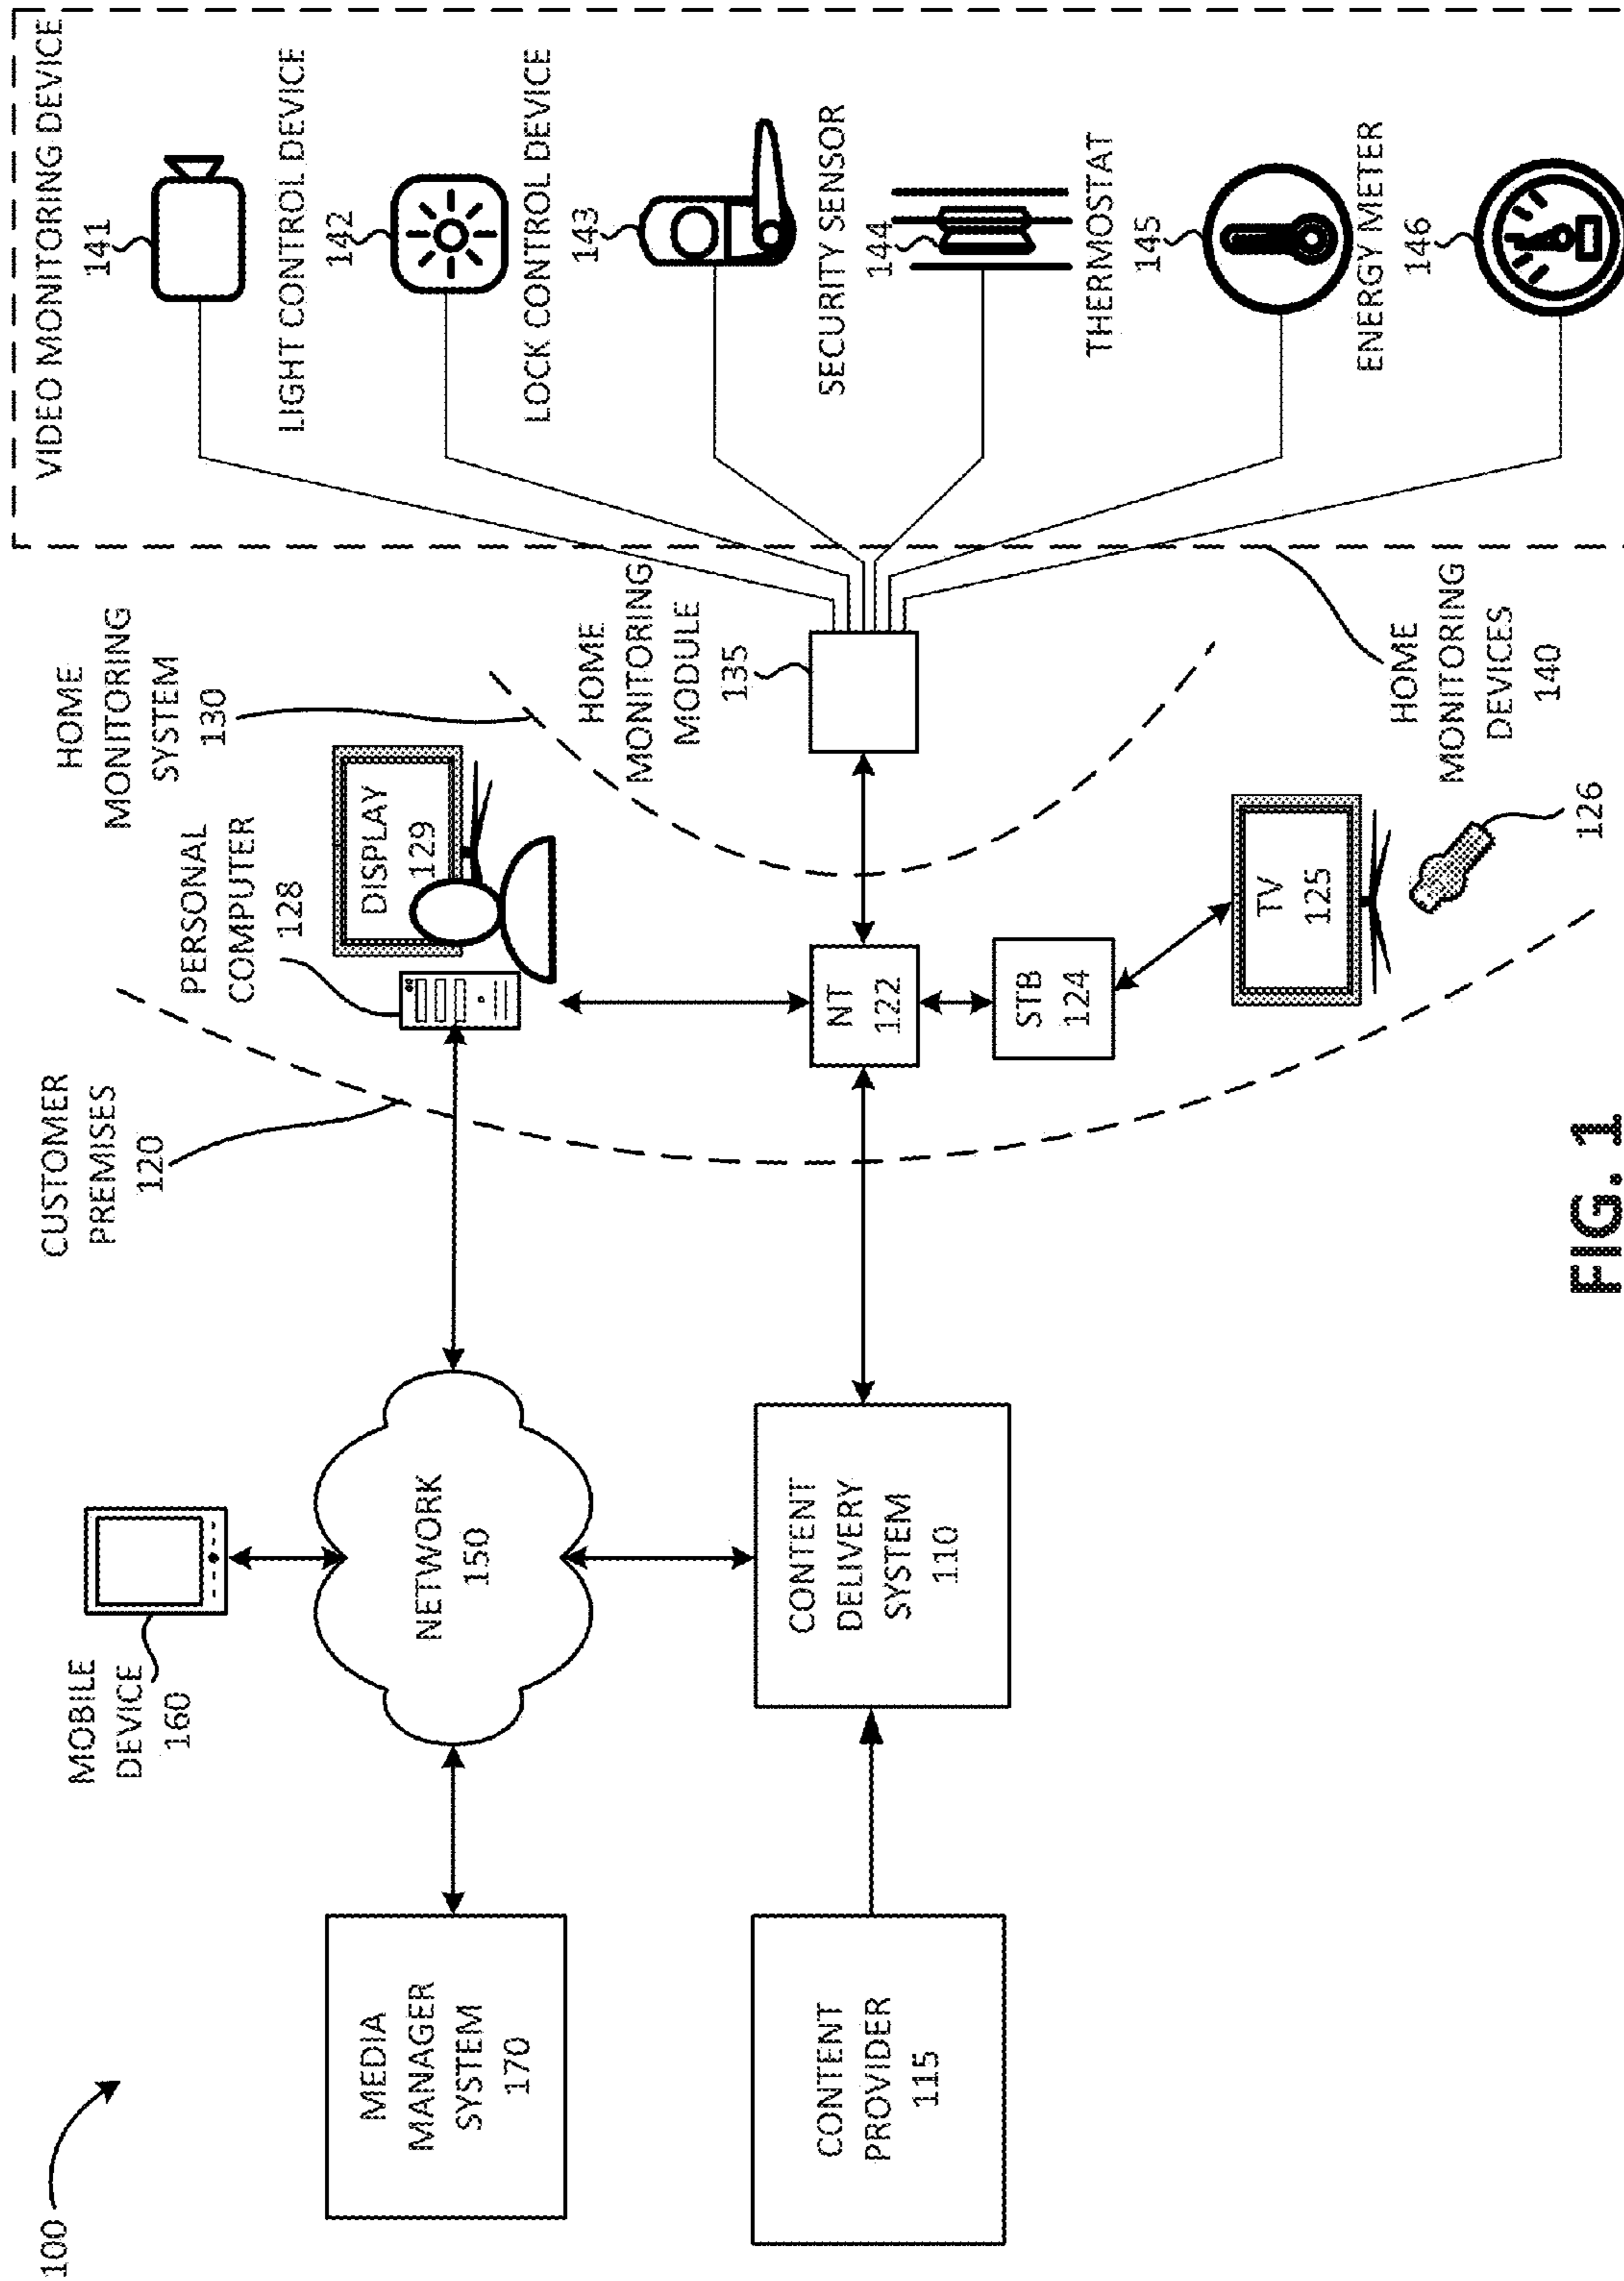 100
MOBILE
DEVICE
160
CUSTOMER
PREMISES
120
HOME
MONITORING
SYSTEM
130
VIDEO MONITORING DEVICE
141
MEDIA
MANAGER
SYSTEM
170
NETWORK
150
PERSONAL
COMPUTER
128
DISPLAY
129
LIGHT CONTROL DEVICE
142
LOCK CONTROL DEVICE
143
HOME
MONITORING
MODULE
135
SECURITY SENSOR
144
CONTENT
PROVIDER
115
CONTENT
DELIVERY
SYSTEM
110
NT
122
STB
124
TV
125
126
THERMOSTAT
145
ENERGY METER
146
HOME
MONITORING
DEVICES
140
FIG. 1